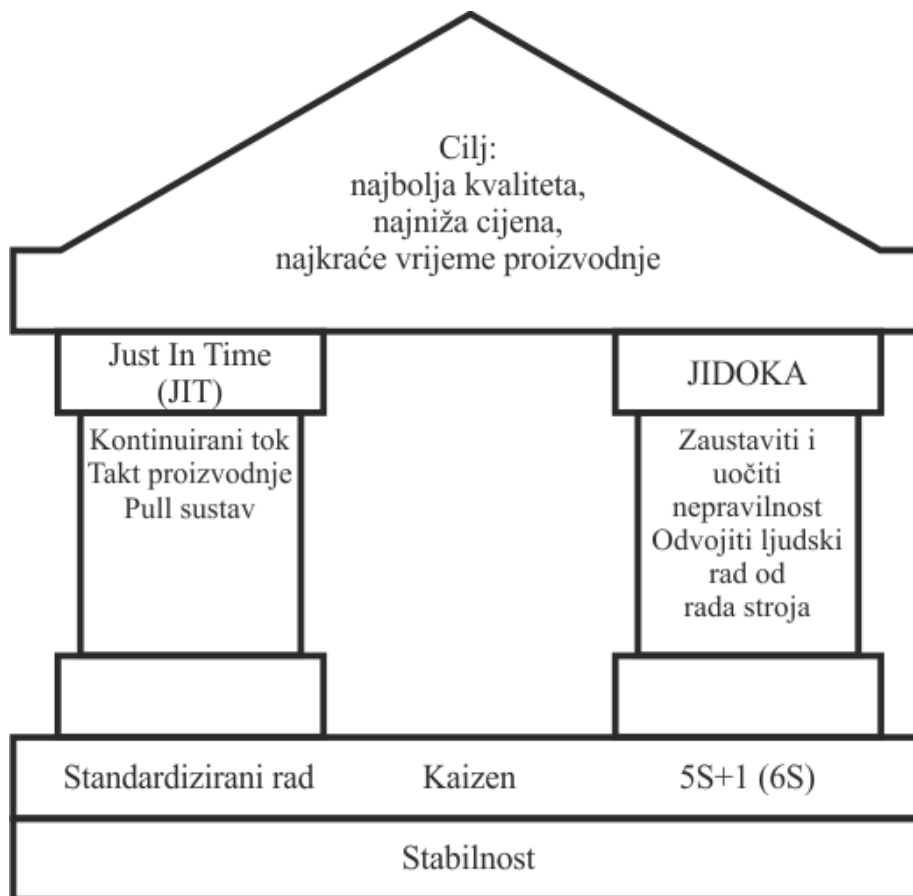 Cilj:
najbolja kvaliteta,
najniža cijena,
najkraće vrijeme proizvodnje
Just In Time
(JIT)
Kontinuirani tok
Takt proizvodnje
Pull sustav
JIDOKA
Zaustaviti i
uočiti
nepravilnost
Odvojiti ljudski
rad od
rada stroja
Standardizirani rad
Kaizen
5S+1 (6S)
Stabilnost